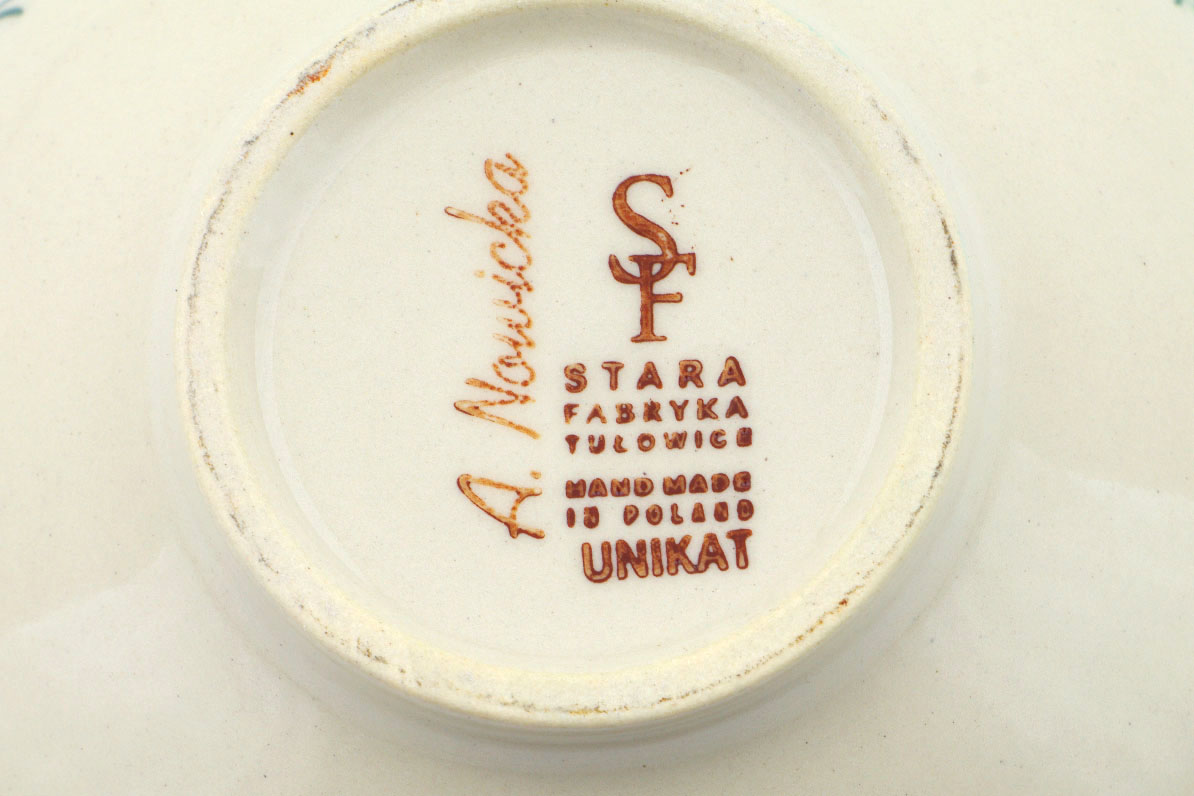 SF
STARA
FABRYKA
TUŁOWICE
HAND MADE
IN POLAND
UNIKAT
A. Nowicka